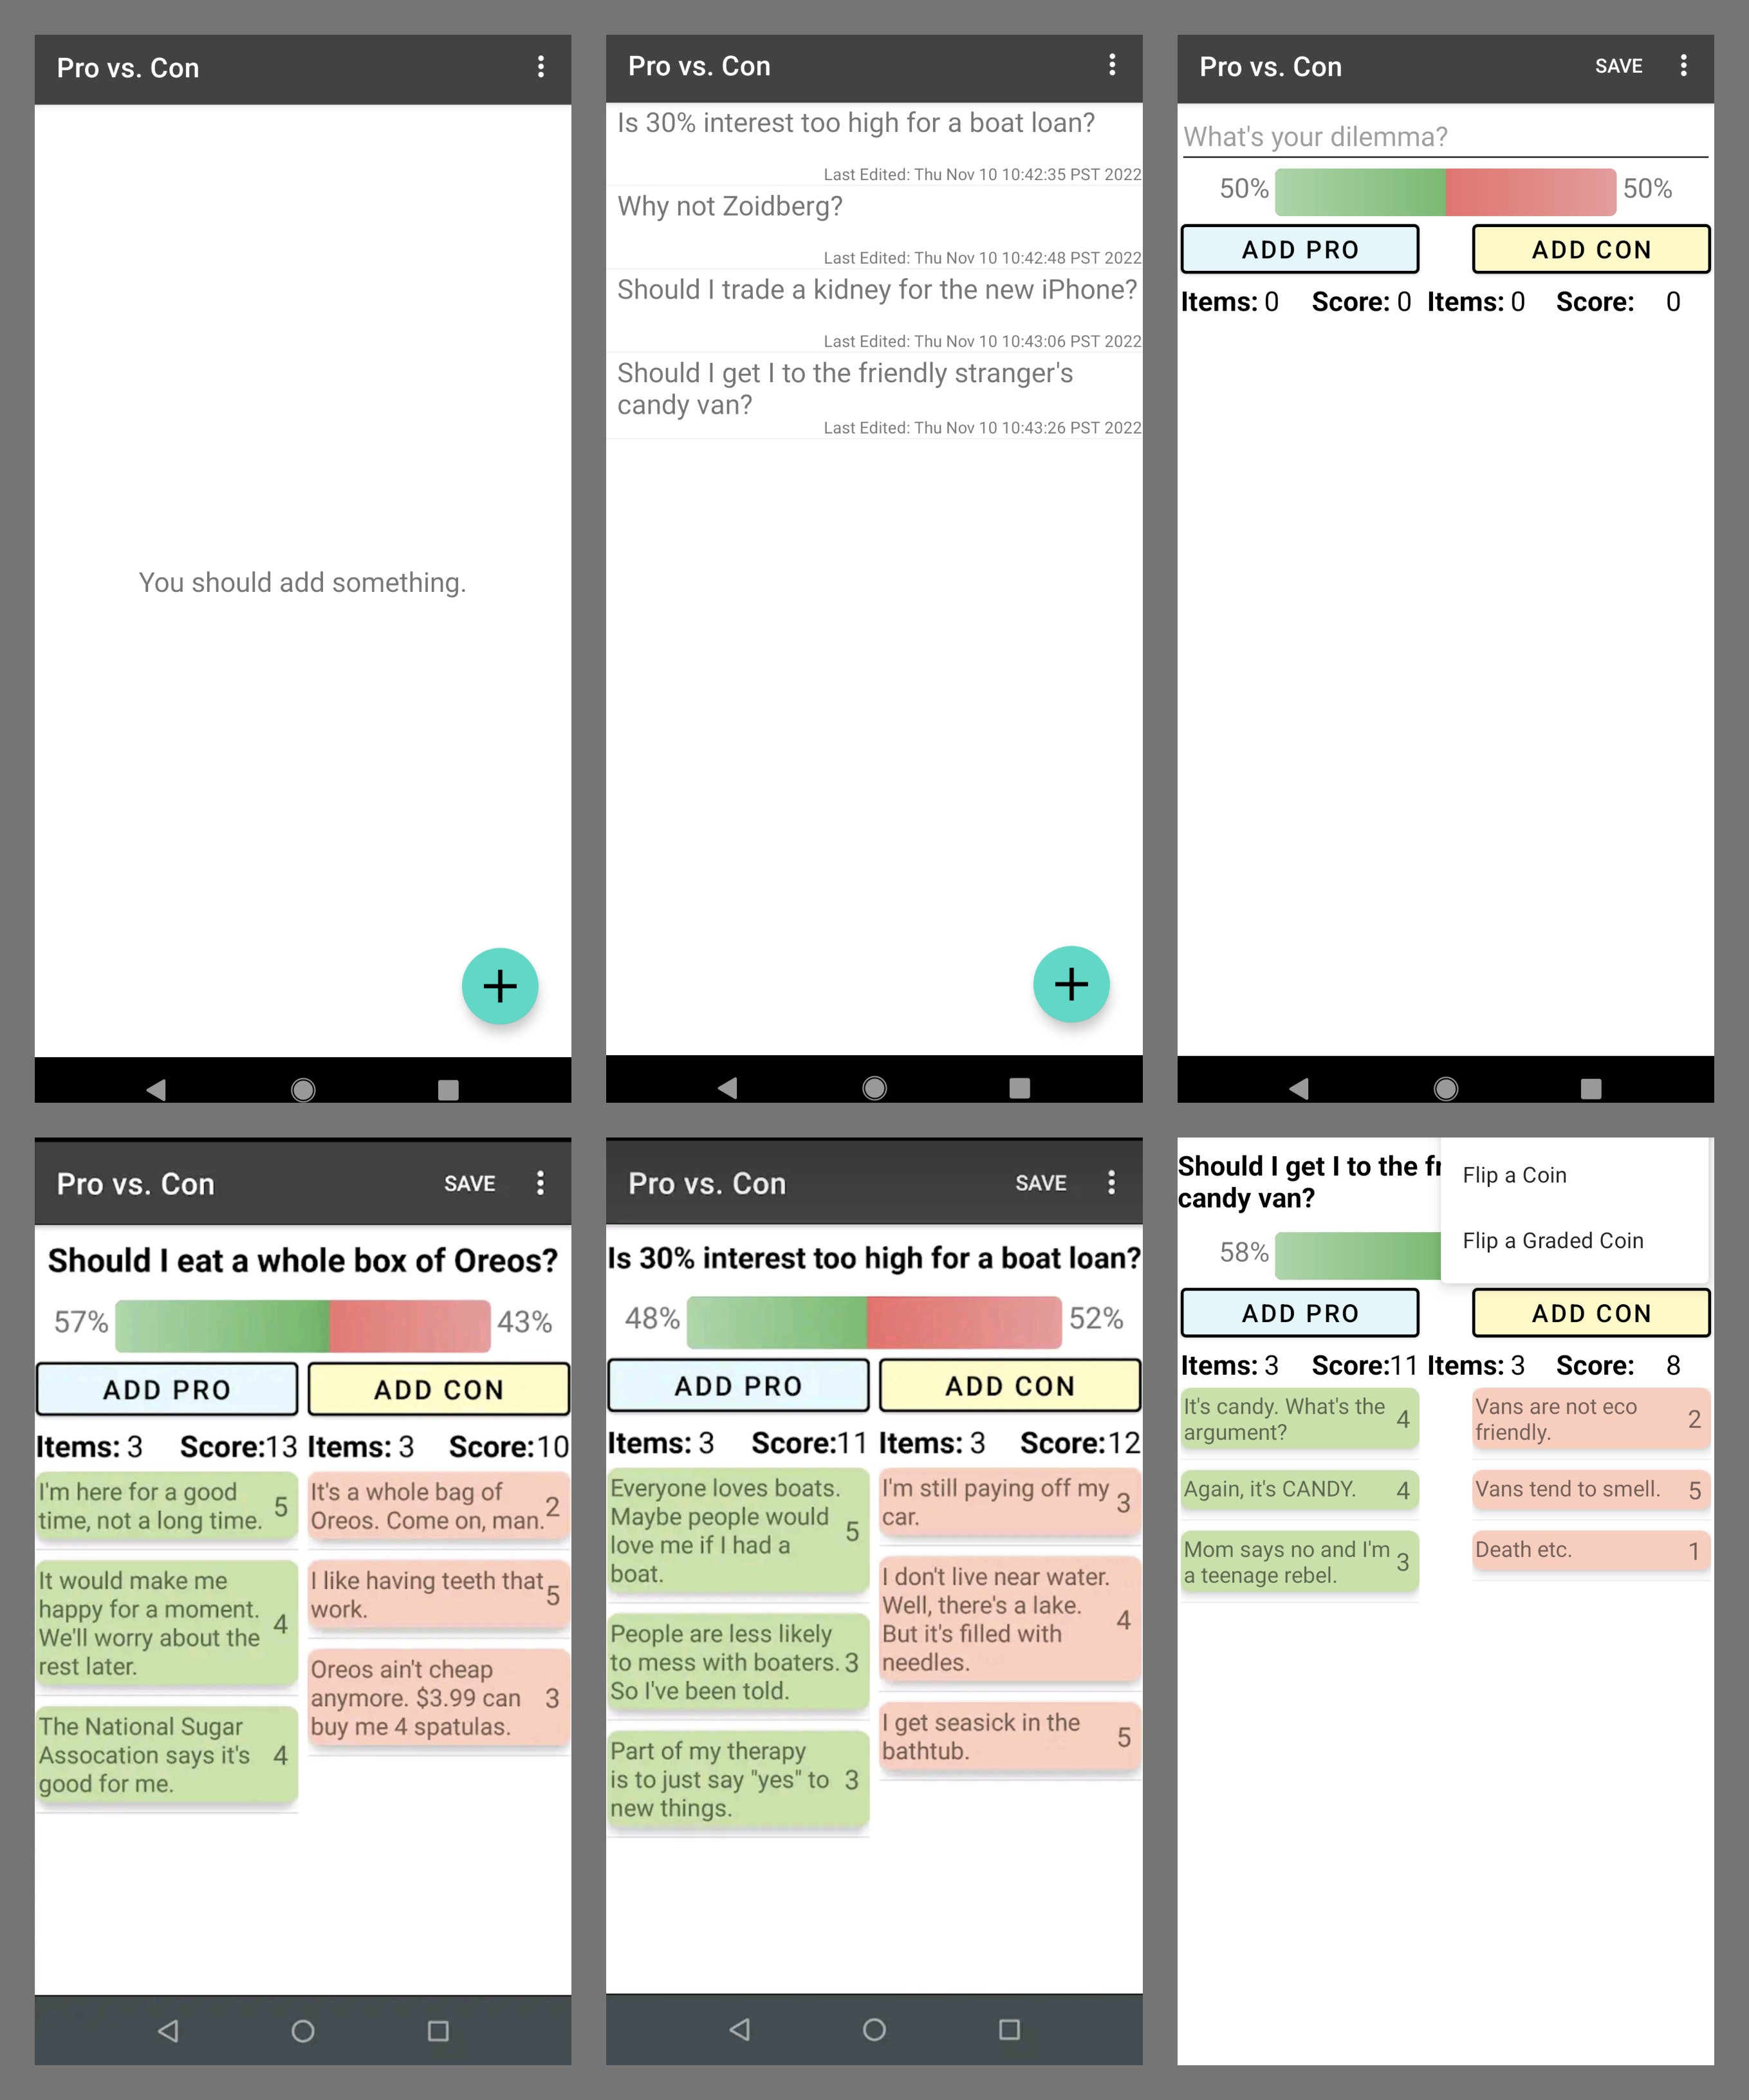 Pro vs. Con
You should add something.
Pro vs. Con
Is 30% interest too high for a boat loan?
Last Edited: Thu Nov 10 10:42:35 PST 2022
Why not Zoidberg?
Last Edited: Thu Nov 10 10:42:48 PST 2022
Should I trade a kidney for the new iPhone?
Last Edited: Thu Nov 10 10:43:06 PST 2022
Should I get I to the friendly stranger's
candy van?
Last Edited: Thu Nov 10 10:43:26 PST 2022
Pro vs. Con SAVE
What's your dilemma?
50% 50%
ADD PRO ADD CON
Items: 0 Score: 0 Items: 0 Score: 0
Pro vs. Con SAVE
Should I eat a whole box of Oreos?
57% 43%
ADD PRO ADD CON
Items: 3 Score:13 Items: 3 Score:10
I'm here for a good
time, not a long time. 5
It would make me
happy for a moment.
We'll worry about the
rest later. 4
The National Sugar
Assocation says it's
good for me. 4
It's a whole bag of
Oreos. Come on, man. 2
I like having teeth that
work. 5
Oreos ain't cheap
anymore. $3.99 can
buy me 4 spatulas. 3
Pro vs. Con SAVE
Is 30% interest too high for a boat loan?
48% 52%
ADD PRO ADD CON
Items: 3 Score:11 Items: 3 Score:12
Everyone loves boats.
Maybe people would
love me if I had a
boat. 5
People are less likely
to mess with boaters.
So I've been told. 3
Part of my therapy
is to just say "yes" to
new things. 3
I'm still paying off my
car. 3
I don't live near water.
Well, there's a lake.
But it's filled with
needles. 4
I get seasick in the
bathtub. 5
Should I get I to the fr
candy van?
Flip a Coin
Flip a Graded Coin
58%
ADD PRO ADD CON
Items: 3 Score:11 Items: 3 Score: 8
It's candy. What's the
argument? 4
Again, it's CANDY. 4
Mom says no and I'm
a teenage rebel. 3
Vans are not eco
friendly. 2
Vans tend to smell. 5
Death etc. 1